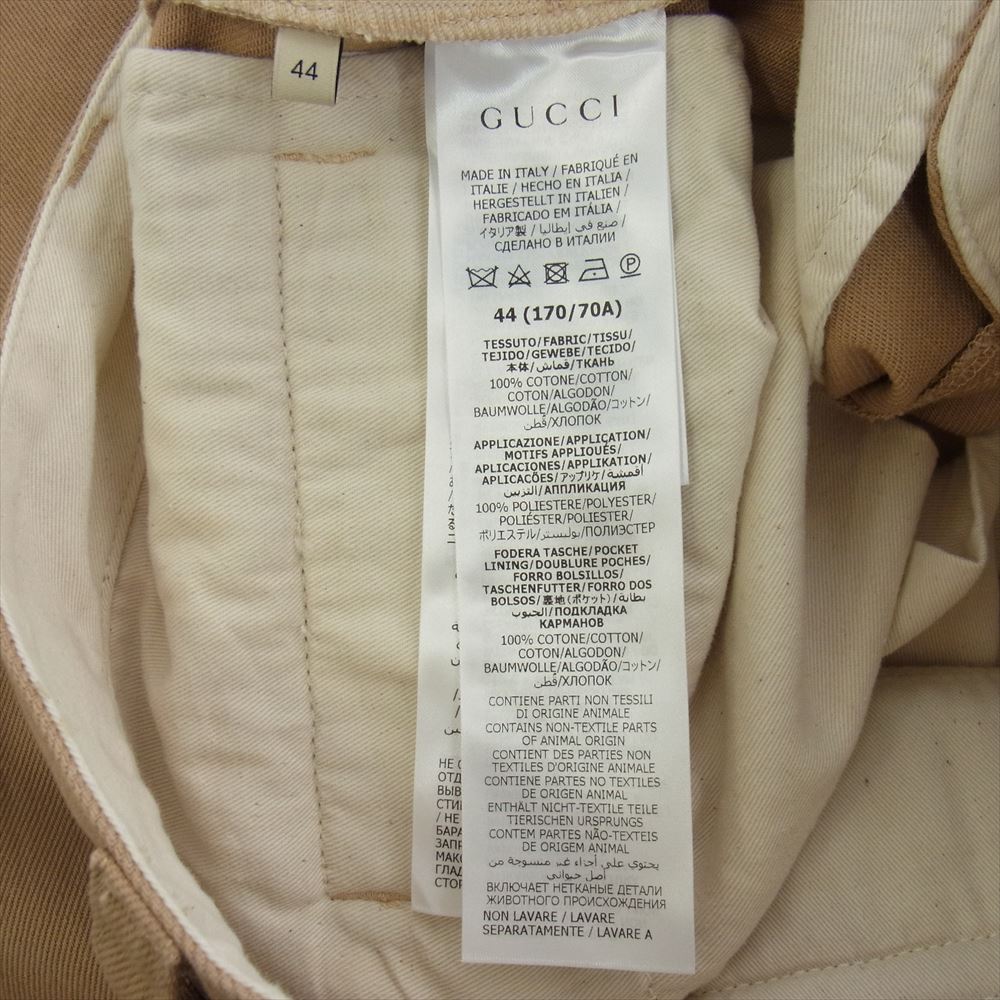 44
GUCCI
MADE IN ITALY / FABRIQUÉ EN
ITALIE / HECHO EN ITALIA /
HERGESTELLT IN ITALIEN /
FABRICADO EM ITÁLIA /
イタリア製 / صنع في إيطاليا /
СДЕЛАНО В ИТАЛИИ
P
44 (170/70A)
TESSUTO/FABRIC/TISSU/
TEJIDO/GEWEBE/TECIDO/
本体/قماش/ТКАНЬ
100% COTONE/COTTON/
COTON/ALGODON/
BAUMWOLLE/ALGODÃO/コットン/
قطن/ХЛОПОК
APPLICAZIONE/APPLICATION/
MOTIFS APPLIQUÉS/
APLICACIONES/APPLIKATION/
APLICAÇÕES/アップリケ/أقمشة
التزيين/АППЛИКАЦИЯ
100% POLIESTERE/POLYESTER/
POLIÉSTER/POLIESTER/
ポリエステル/بوليستر/ПОЛИЭСТЕР
FODERA TASCHE/POCKET
LINING/DOUBLURE POCHES/
FORRO BOLSILLOS/
TASCHENFUTTER/FORRO DOS
BOLSOS/裏地(ポケット)/بطانة
الجيوب/ПОДКЛАДКА
КАРМАНОВ
100% COTONE/COTTON/
COTON/ALGODON/
BAUMWOLLE/ALGODÃO/コットン/
قطن/ХЛОПОК
CONTIENE PARTI NON TESSILI
DI ORIGINE ANIMALE
CONTAINS NON-TEXTILE PARTS
OF ANIMAL ORIGIN
CONTIENT DES PARTIES NON
TEXTILES D'ORIGINE ANIMALE
CONTIENE PARTES NO TEXTILES
DE ORIGEN ANIMAL
ENTHÄLT NICHT-TEXTILE TEILE
TIERISCHEN URSPRUNGS
CONTEM PARTES NÃO-TEXTEIS
DE ORIGEM ANIMAL
يحتوي على أجزاء غير منسوجة من
أصل حيواني
ВКЛЮЧАЕТ НЕТКАНЫЕ ДЕТАЛИ
ЖИВОТНОГО ПРОИСХОЖДЕНИЯ
NON LAVARE / LAVARE
SEPARATAMENTE / LAVARE A